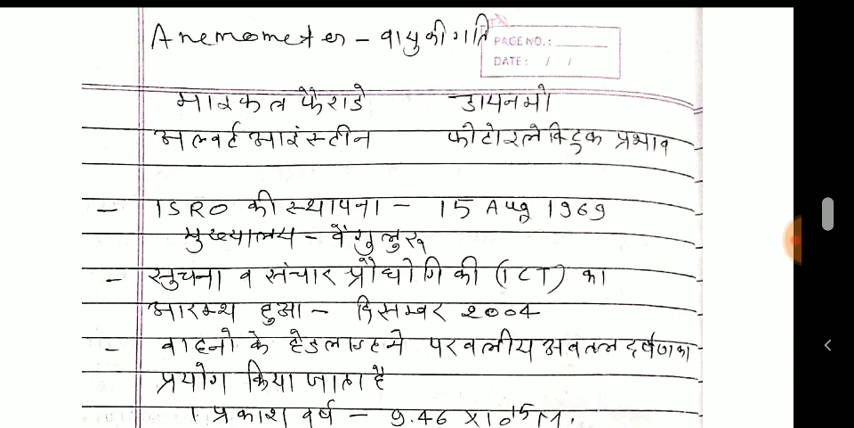 Anemometer - वायु की गति
PAGE NO.:
DATE: / /
माइकल फैराडे डायनमो
अल्बर्ट आइंस्टीन फोटोइलेक्ट्रिक प्रभाव
- ISRO की स्थापना - 15 Aug 1969
मुख्यालय - बेंगुलुरू
- सुचना व संचार प्रौद्योगिकी (ICT) का
आरम्भ हुआ - दिसम्बर 2004
- वाहनो के हेडलाइट मे परवलीय अवतल दर्पण का
प्रयोग किया जाता है
1 प्रकाश वर्ष - 9.46 X 10¹⁵ M.